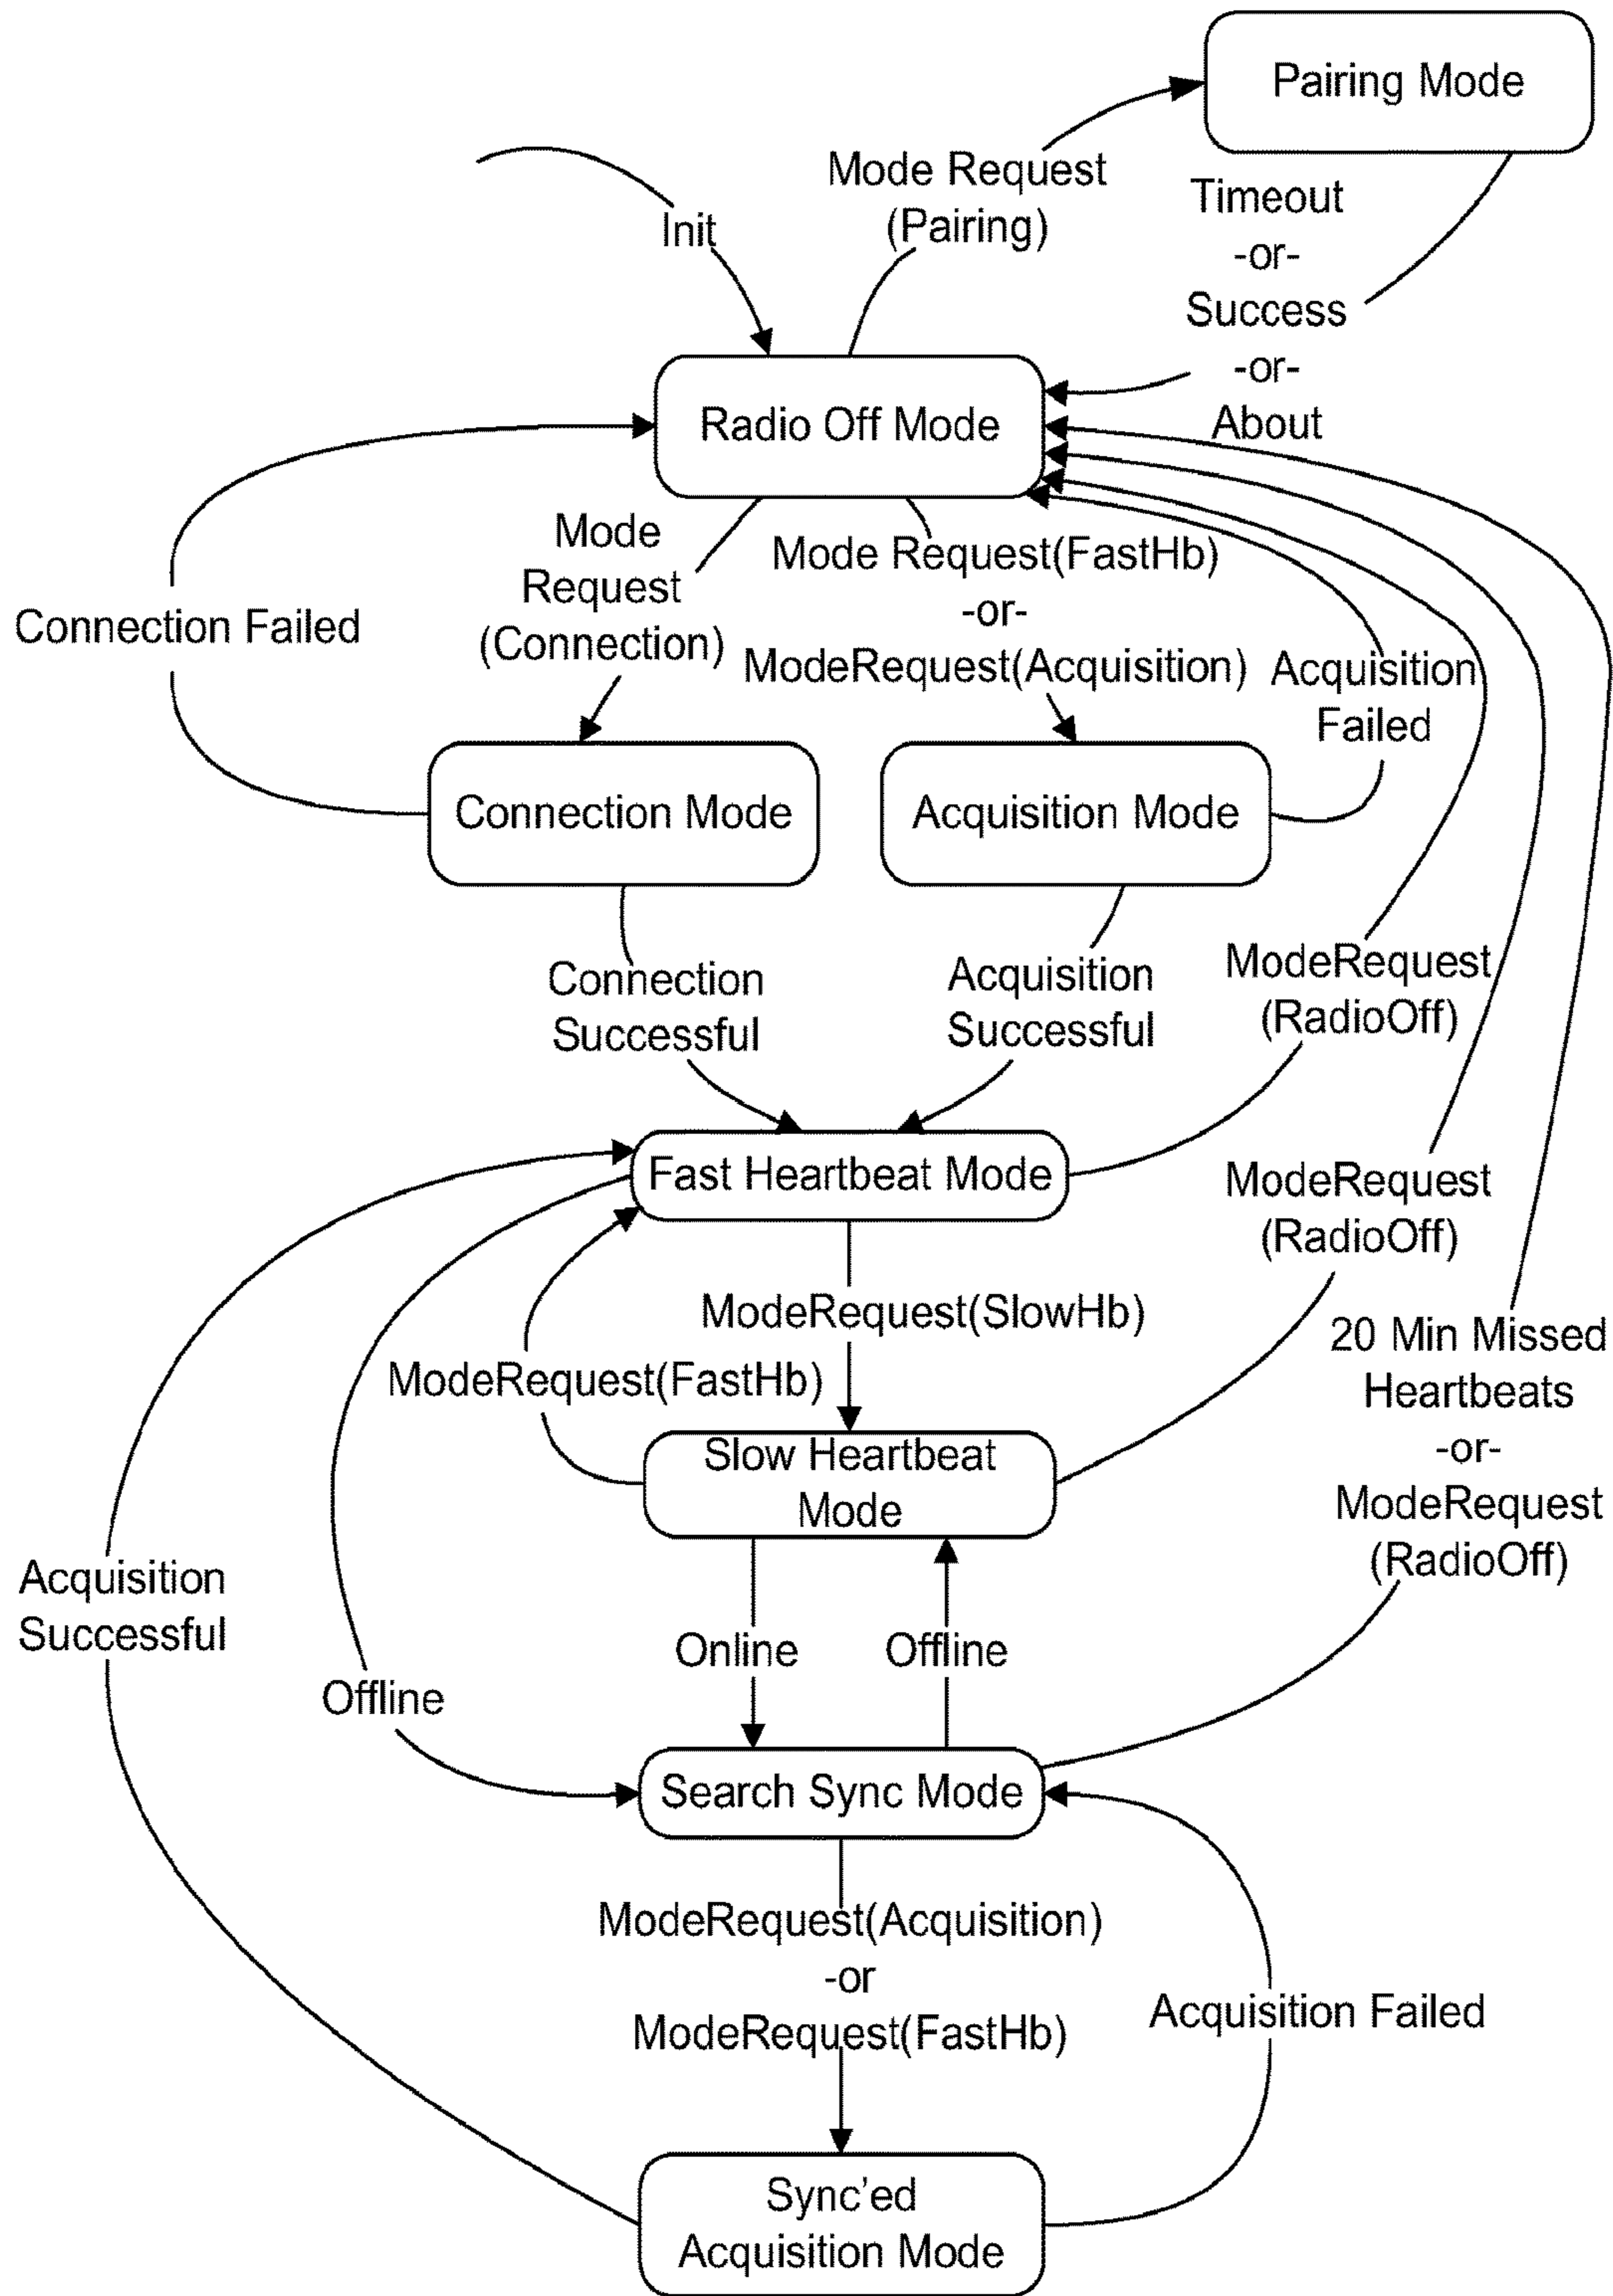 Pairing Mode
Mode Request
(Pairing)
Timeout
-or-
Success
-or-
About
Init
Radio Off Mode
Mode
Request
(Connection)
Mode Request(FastHb)
-or-
ModeRequest(Acquisition)
Connection Failed
Acquisition
Failed
Connection Mode
Acquisition Mode
Connection
Successful
Acquisition
Successful
ModeRequest
(RadioOff)
Fast Heartbeat Mode
ModeRequest
(RadioOff)
ModeRequest(SlowHb)
ModeRequest(FastHb)
20 Min Missed
Heartbeats
-or-
ModeRequest
(RadioOff)
Slow Heartbeat
Mode
Acquisition
Successful
Online
Offline
Offline
Search Sync Mode
ModeRequest(Acquisition)
-or
ModeRequest(FastHb)
Acquisition Failed
Sync'ed
Acquisition Mode